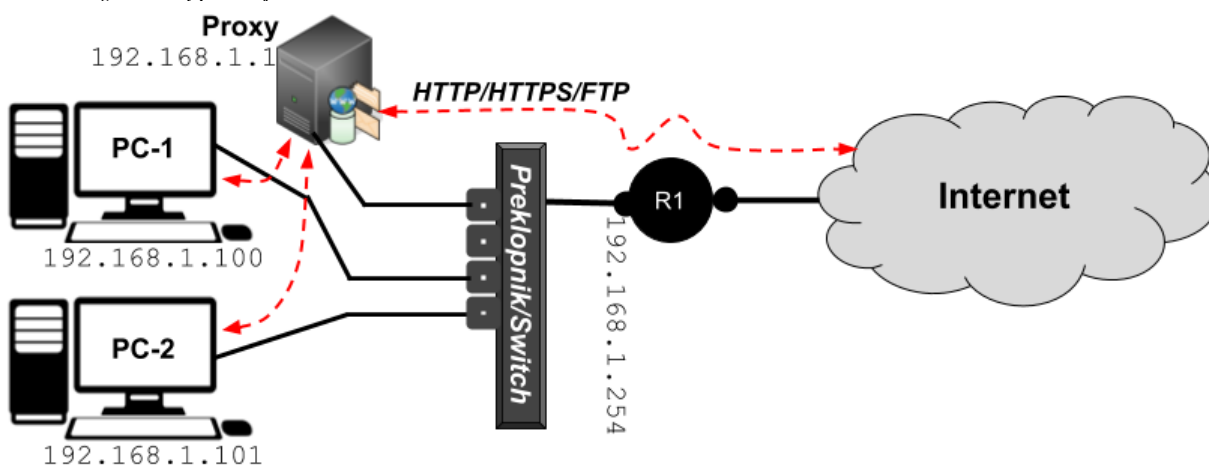 Proxy
192.168.1.1
HTTP/HTTPS/FTP
PC-1
192.168.1.100
Preklopnik/Switch
R1
192.168.1.254
Internet
PC-2
192.168.1.101